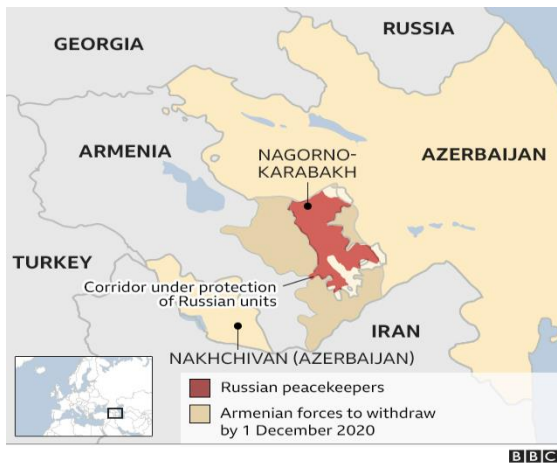 GEORGIA
RUSSIA
ARMENIA
NAGORNO-
KARABAKH
AZERBAIJAN
TURKEY
Corridor under protection
of Russian units
IRAN
NAKHCHIVAN (AZERBAIJAN)
Russian peacekeepers
Armenian forces to withdraw
by 1 December 2020
BBC